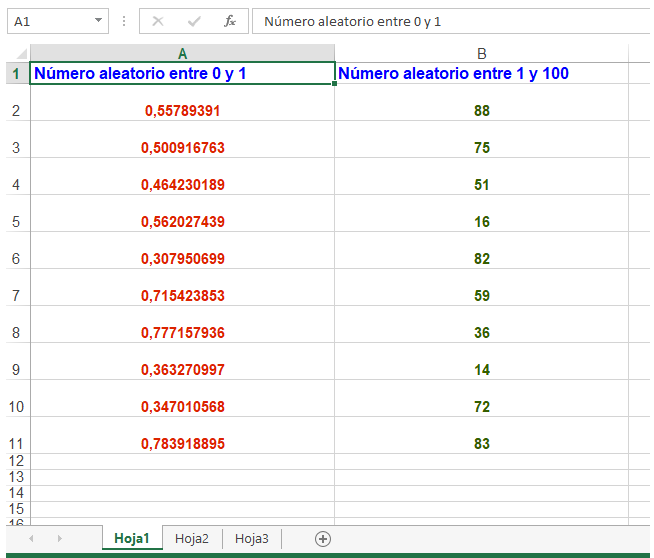 A1 fx Número aleatorio entre 0 y 1
A B
1 Número aleatorio entre 0 y 1 Número aleatorio entre 1 y 100
2 0,55789391 88
3 0,500916763 75
4 0,464230189 51
5 0,562027439 16
6 0,307950699 82
7 0,715423853 59
8 0,777157936 36
9 0,363270997 14
10 0,347010568 72
11 0,783918895 83
12
13
14
15
16
Hoja1 Hoja2 Hoja3